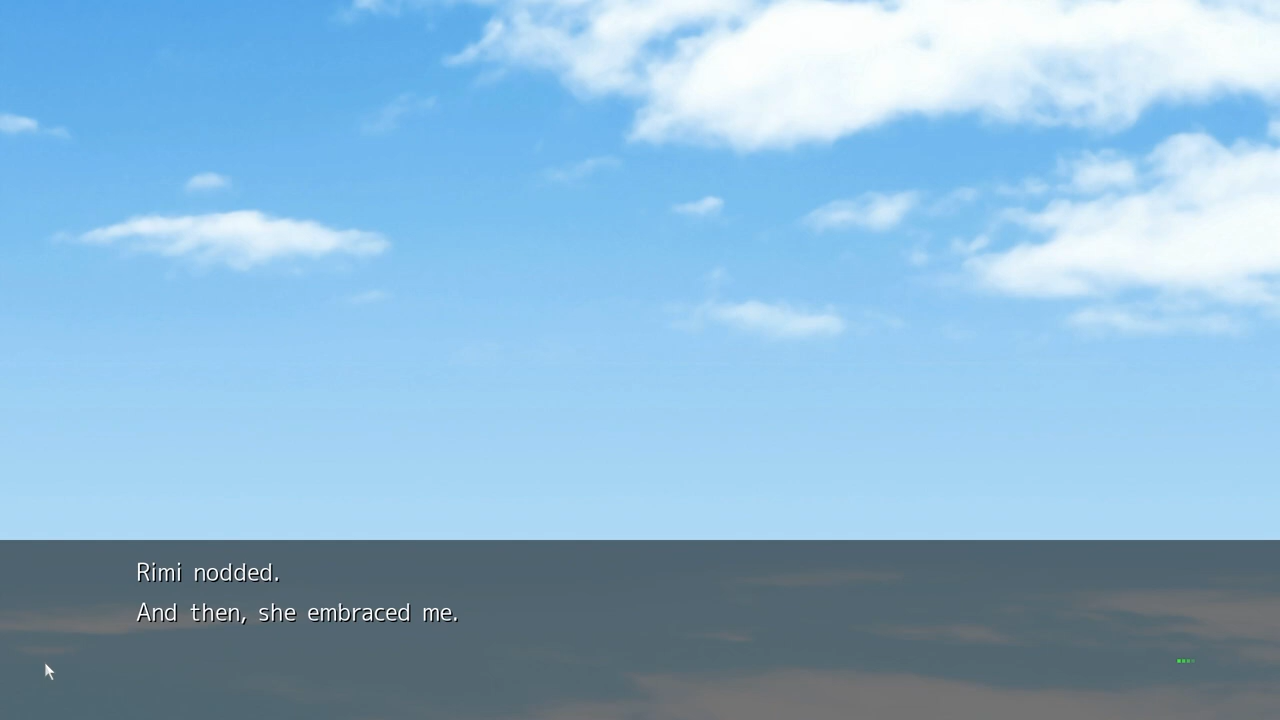 Rimi nodded.
And then, she embraced me.